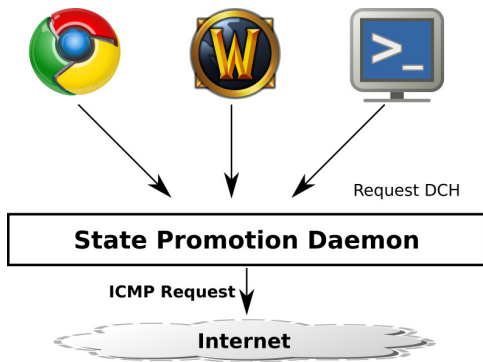 W
>_
Request DCH
State Promotion Daemon
ICMP Request
Internet